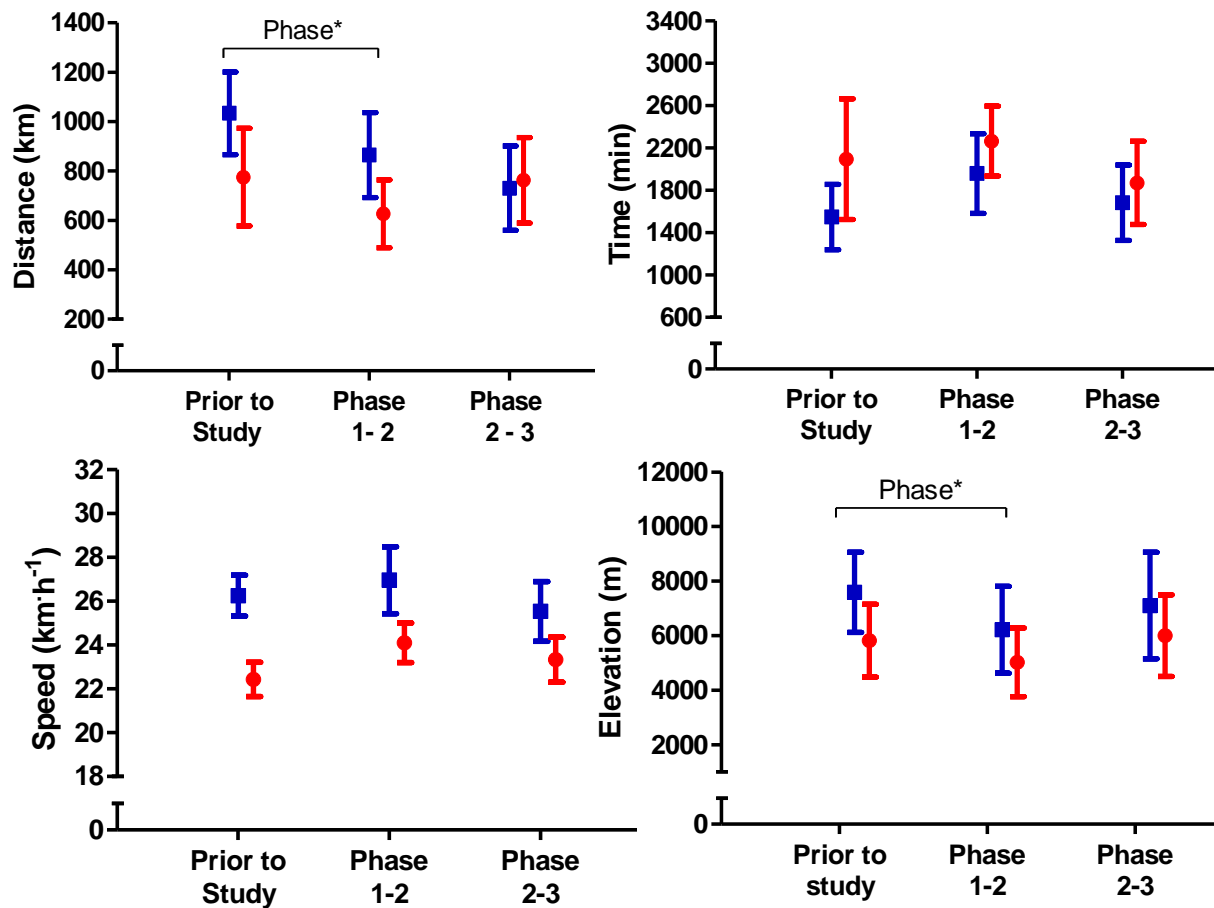 Distance (km)
1400
1200
1000
800
600
400
200
0
Phase*
Prior to
Study
Phase
1- 2
Phase
2 - 3
Time (min)
3400
3000
2600
2200
1800
1400
1000
600
0
Prior to
Study
Phase
1-2
Phase
2-3
Speed (km·h⁻¹)
32
30
28
26
24
22
20
18
0
Prior to
Study
Phase
1-2
Phase
2-3
Elevation (m)
12000
10000
8000
6000
4000
2000
0
Phase*
Prior to
study
Phase
1-2
Phase
2-3